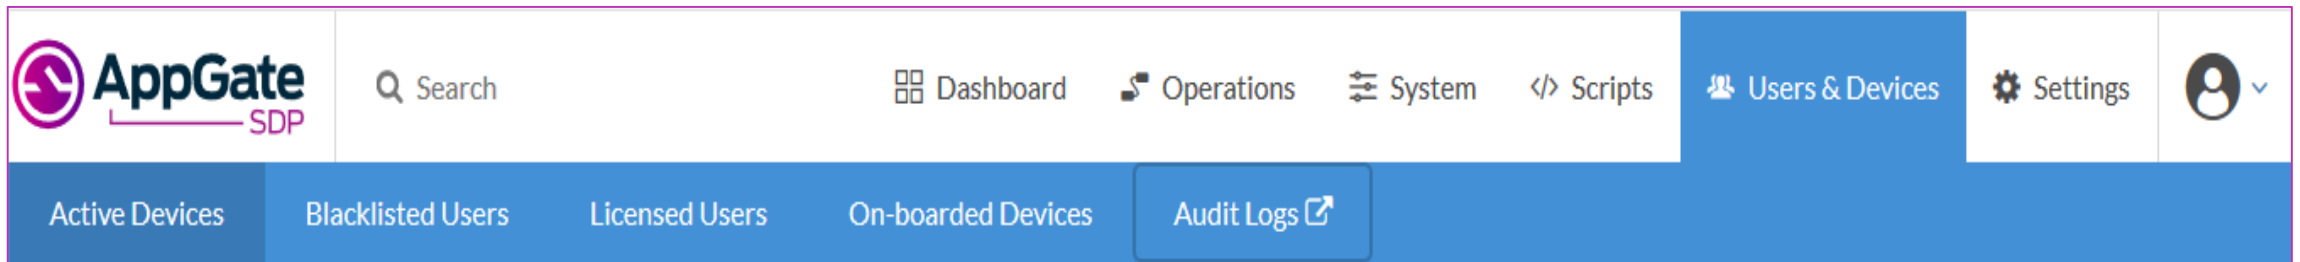 AppGate
SDP
Search
Dashboard
Operations
System
</> Scripts
Users & Devices
Settings
Active Devices
Blacklisted Users
Licensed Users
On-boarded Devices
Audit Logs